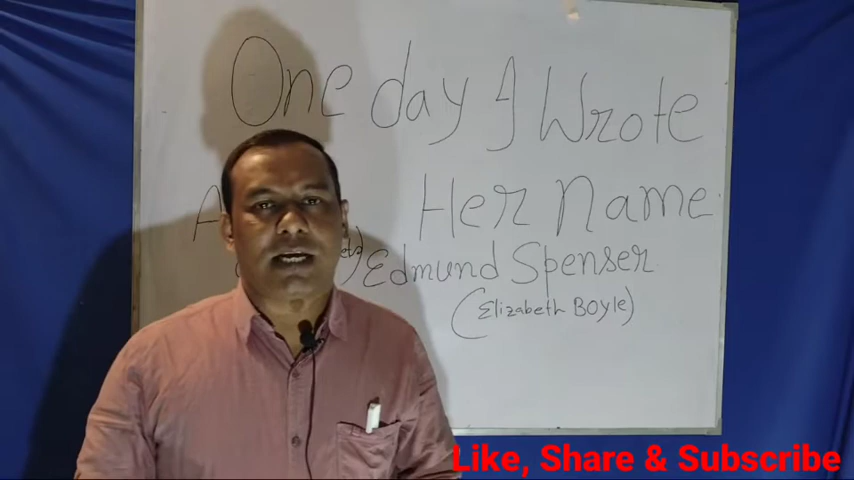 One day I Wrote
Her Name
Edmund Spenser
(Elizabeth Boyle)
Like, Share & Subscribe